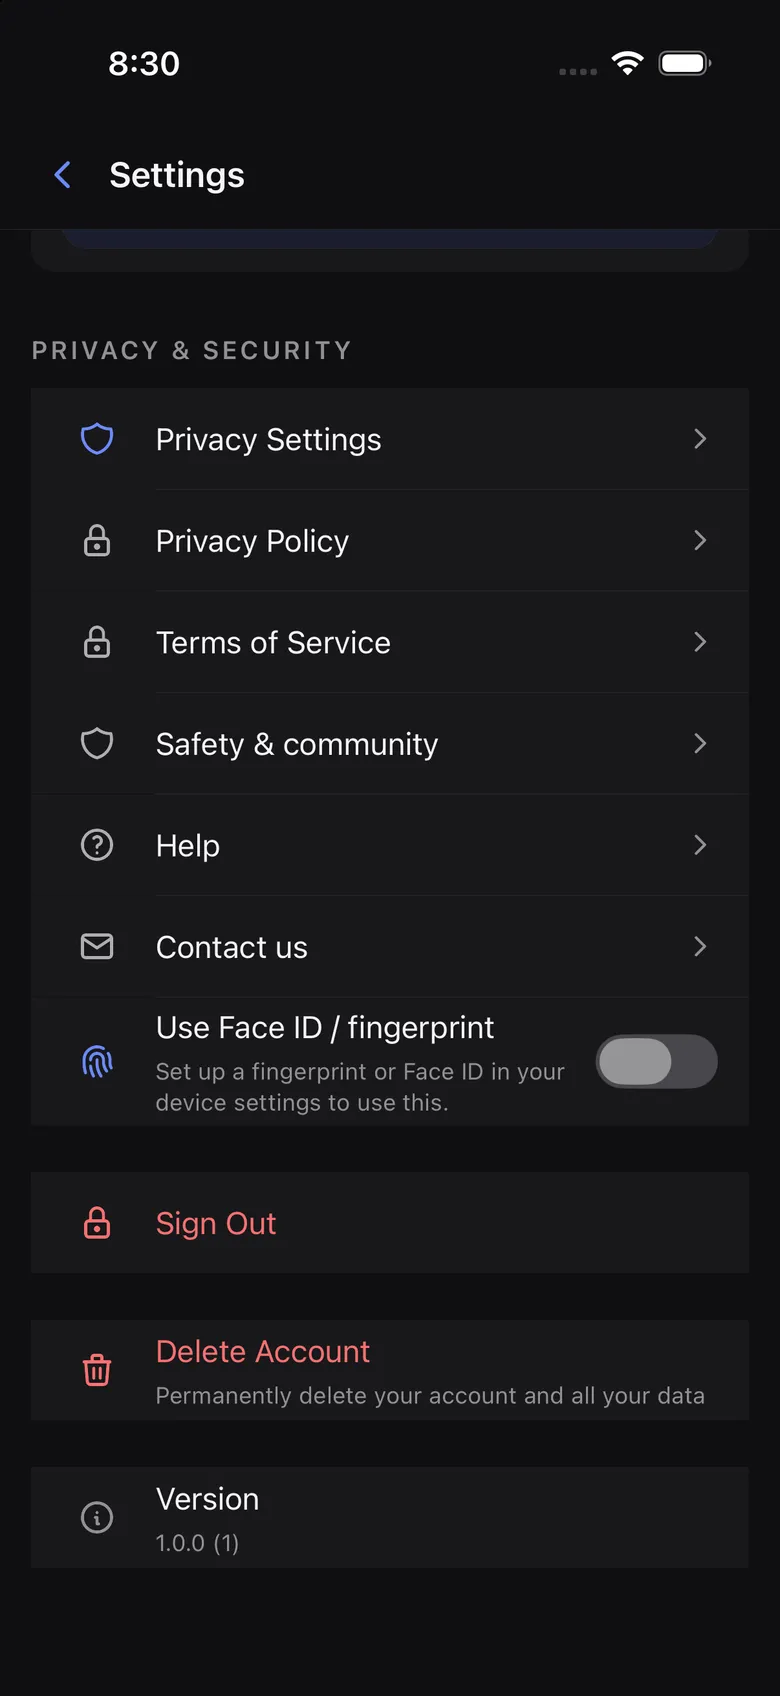 8:30
Settings
PRIVACY & SECURITY
Privacy Settings
Privacy Policy
Terms of Service
Safety & community
Help
Contact us
Use Face ID / fingerprint
Set up a fingerprint or Face ID in your
device settings to use this.
Sign Out
Delete Account
Permanently delete your account and all your data
Version
1.0.0 (1)